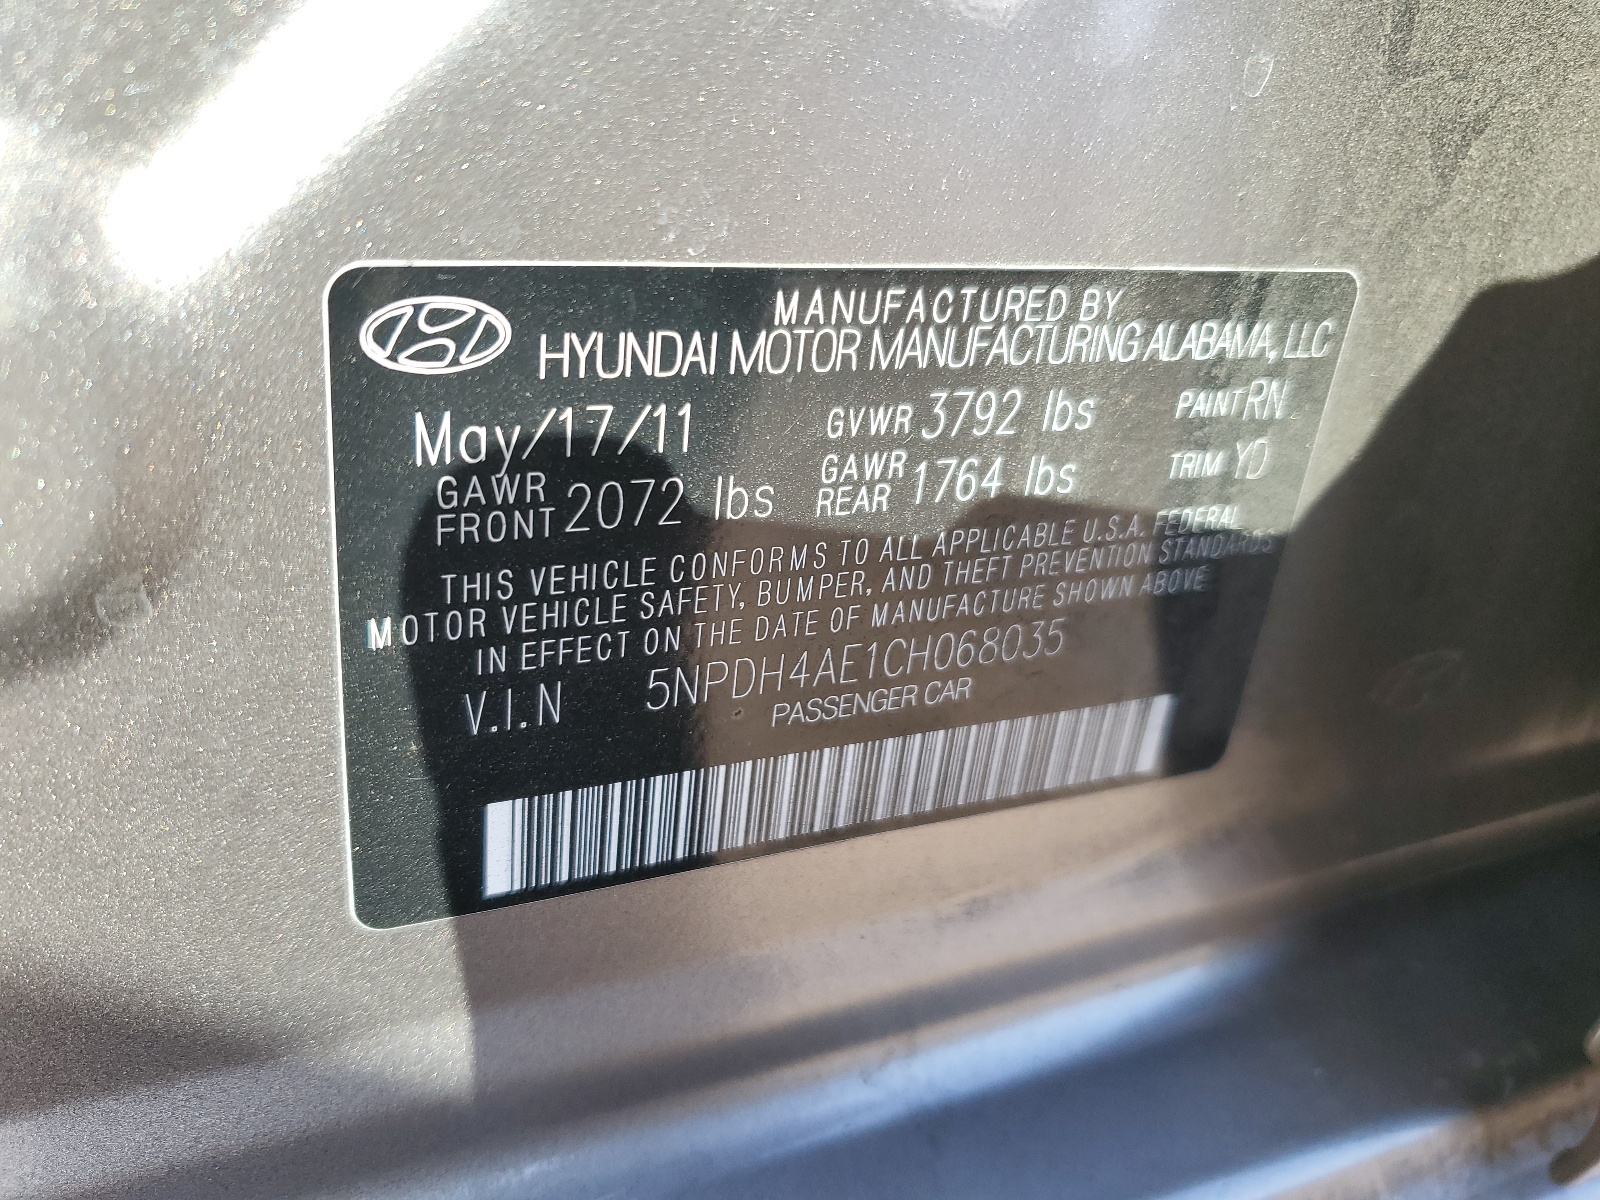 MANUFACTURED BY
HYUNDAI MOTOR MANUFACTURING ALABAMA, LLC
May/17/11 GVWR 3792 lbs PAINT RN
GAWR FRONT 2072 lbs GAWR REAR 1764 lbs TRIM YD
THIS VEHICLE CONFORMS TO ALL APPLICABLE U.S.A. FEDERAL
MOTOR VEHICLE SAFETY, BUMPER, AND THEFT PREVENTION STANDARDS
IN EFFECT ON THE DATE OF MANUFACTURE SHOWN ABOVE
V.I.N 5NPDH4AE1CH068035
PASSENGER CAR